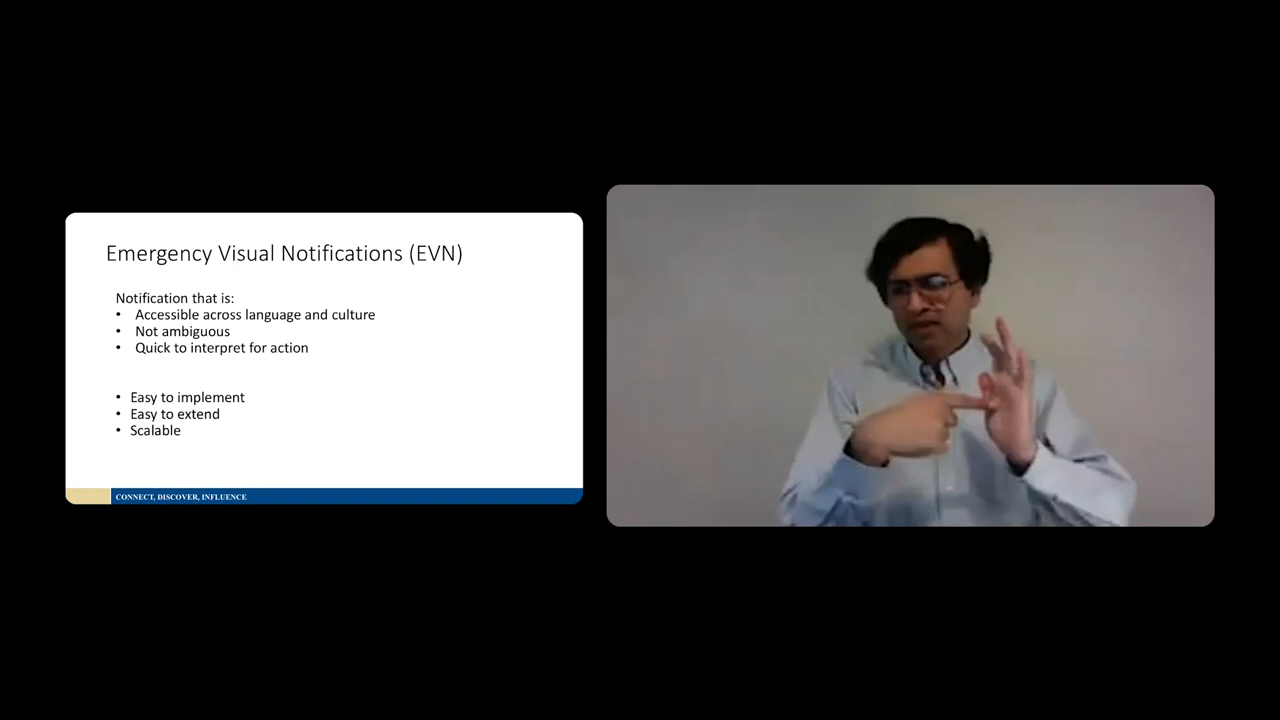 Emergency Visual Notifications (EVN)
Notification that is:
• Accessible across language and culture
• Not ambiguous
• Quick to interpret for action
• Easy to implement
• Easy to extend
• Scalable
CONNECT, DISCOVER, INFLUENCE